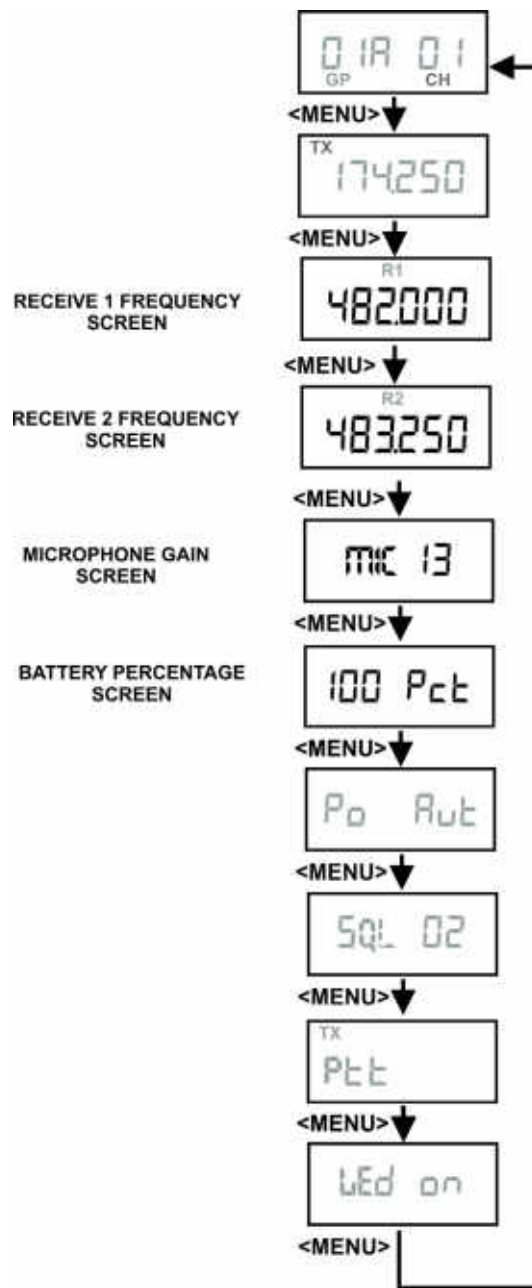 01A 01
GP CH
<MENU>
TX
174.250
<MENU>
R1
RECEIVE 1 FREQUENCY
SCREEN
482.000
<MENU>
R2
RECEIVE 2 FREQUENCY
SCREEN
483.250
<MENU>
MICROPHONE GAIN
SCREEN
MIC 13
<MENU>
BATTERY PERCENTAGE
SCREEN
100 Pct
<MENU>
Po Aut
<MENU>
SQL 02
<MENU>
TX
Ptt
<MENU>
LEd on
<MENU>